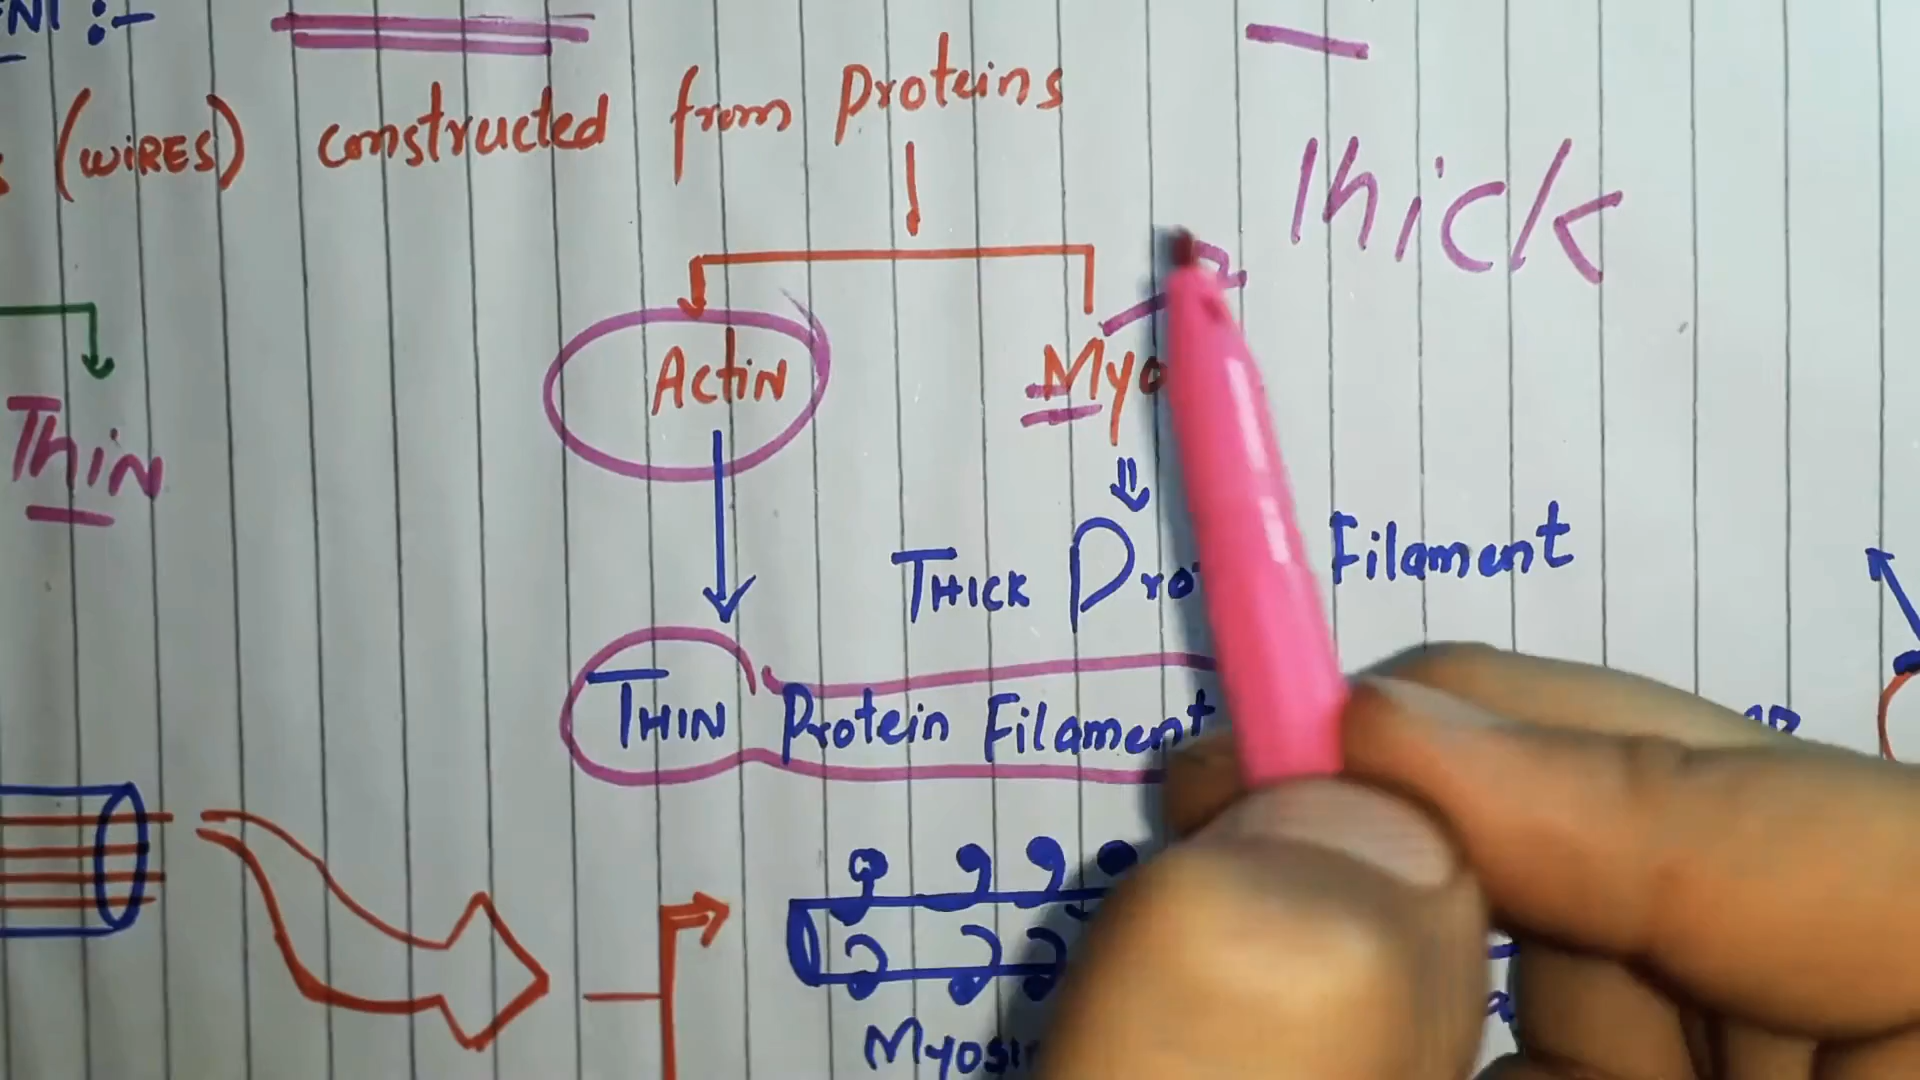 (WIRES) constructed from Proteins
Thick
Actin
Thin
Thick Filament
Thin Protein Filament